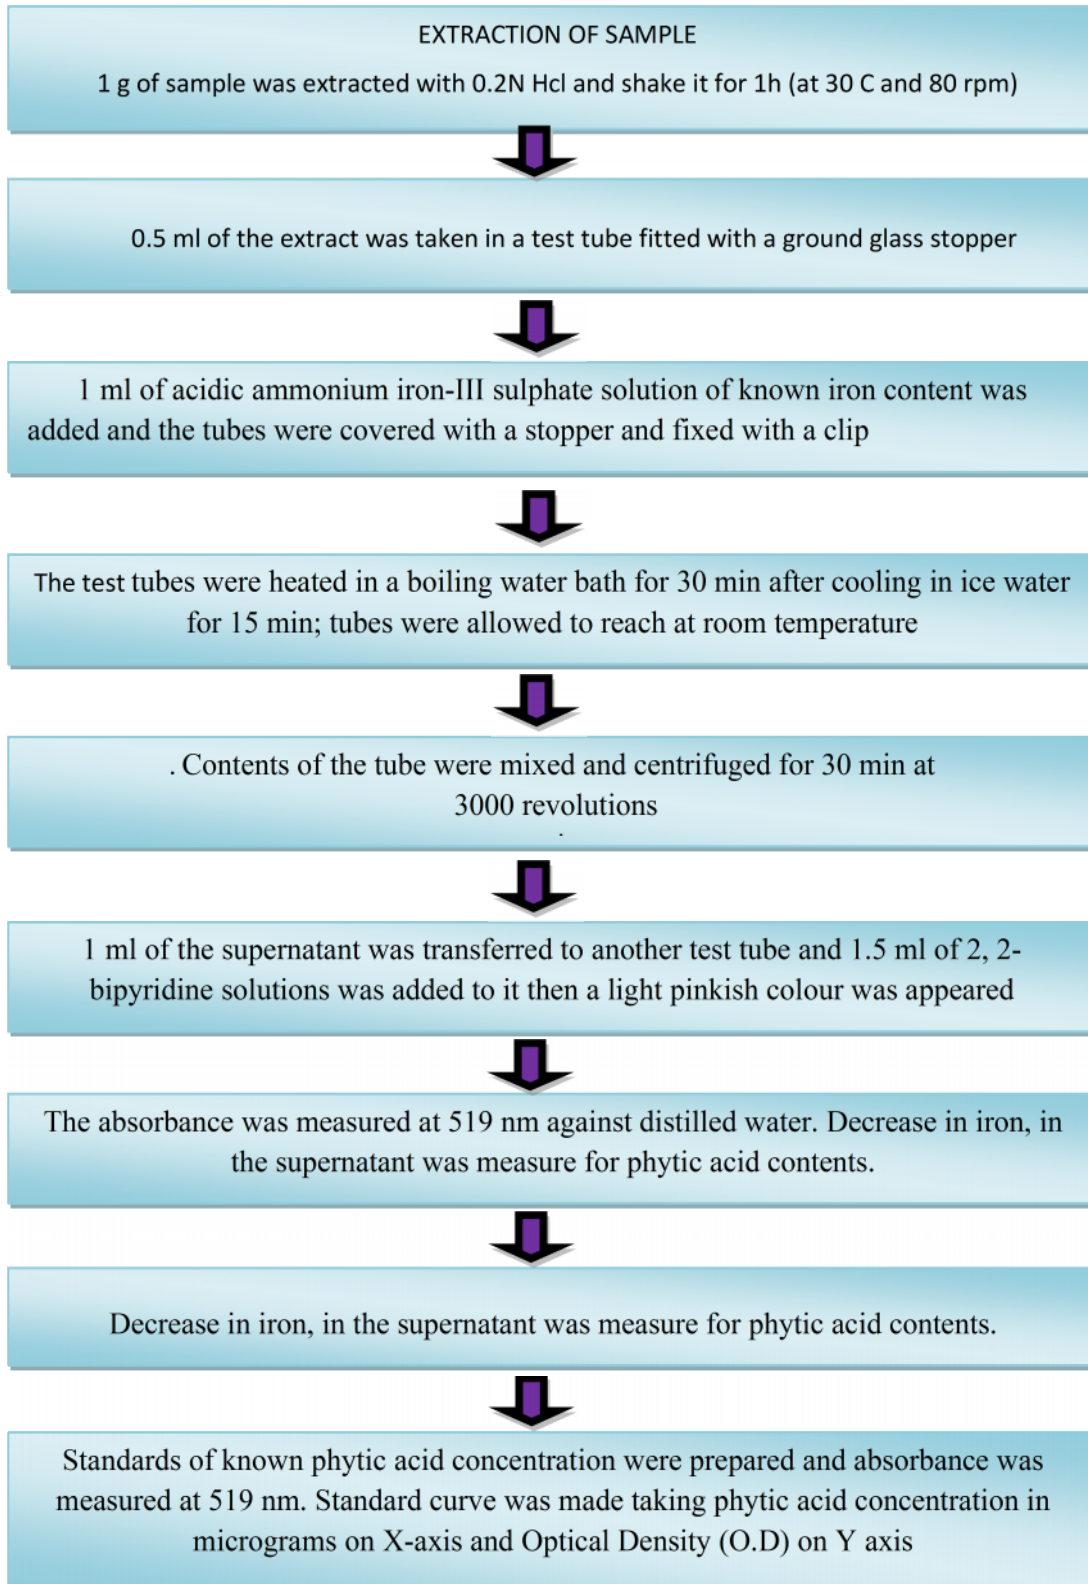 EXTRACTION OF SAMPLE
1 g of sample was extracted with 0.2N Hcl and shake it for 1h (at 30 C and 80 rpm)
0.5 ml of the extract was taken in a test tube fitted with a ground glass stopper
1 ml of acidic ammonium iron-III sulphate solution of known iron content was
added and the tubes were covered with a stopper and fixed with a clip
The test tubes were heated in a boiling water bath for 30 min after cooling in ice water
for 15 min; tubes were allowed to reach at room temperature
. Contents of the tube were mixed and centrifuged for 30 min at
3000 revolutions
.
1 ml of the supernatant was transferred to another test tube and 1.5 ml of 2, 2-
bipyridine solutions was added to it then a light pinkish colour was appeared
The absorbance was measured at 519 nm against distilled water. Decrease in iron, in
the supernatant was measure for phytic acid contents.
Decrease in iron, in the supernatant was measure for phytic acid contents.
Standards of known phytic acid concentration were prepared and absorbance was
measured at 519 nm. Standard curve was made taking phytic acid concentration in
micrograms on X-axis and Optical Density (O.D) on Y axis